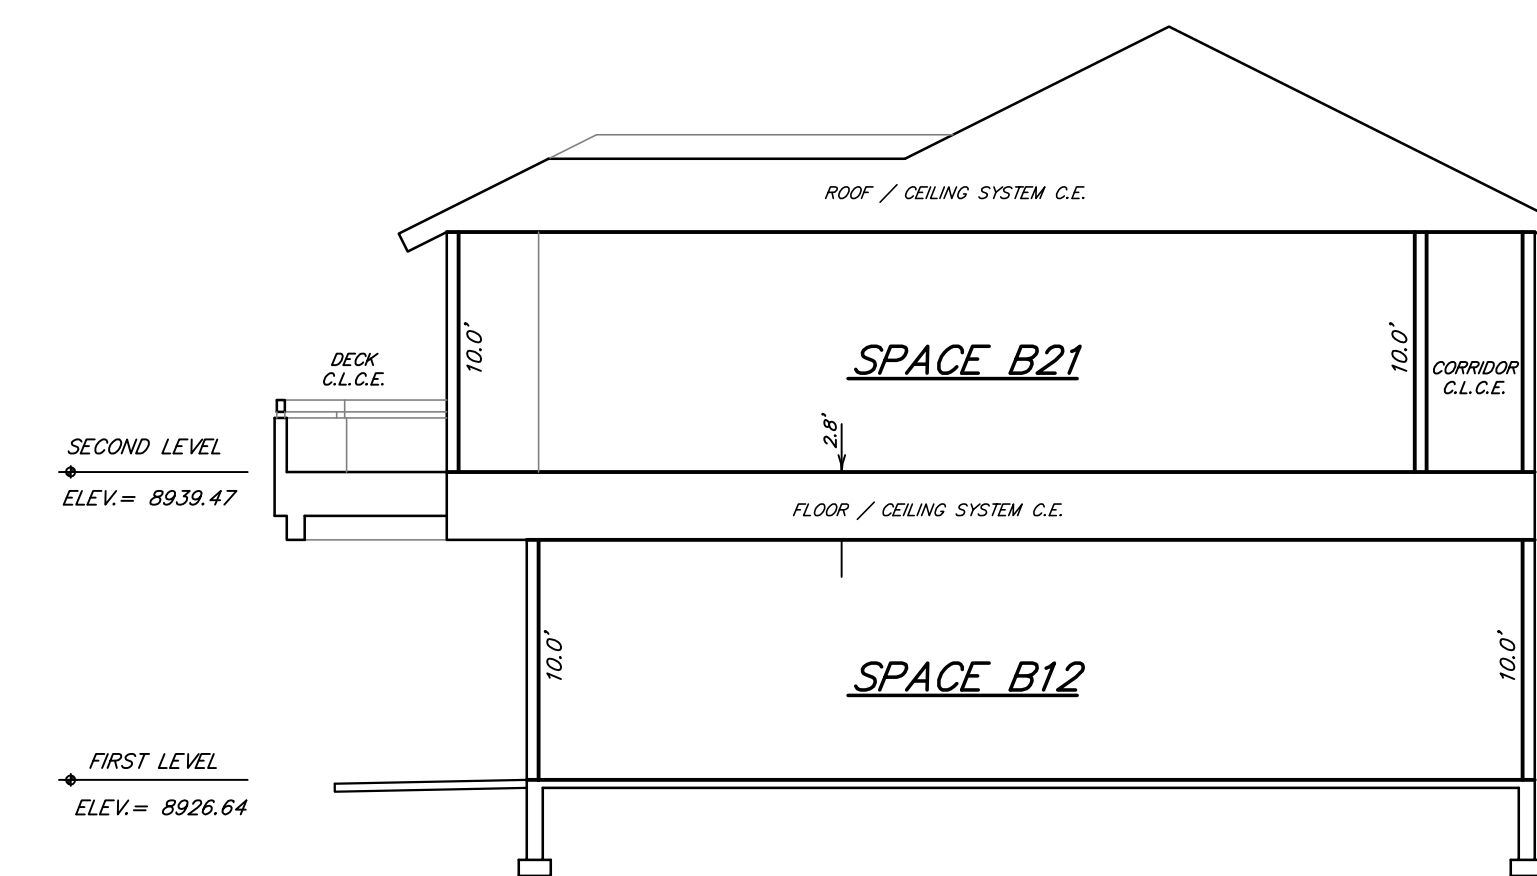 ROOF / CEILING SYSTEM C.E.
10.0'
10.0'
DECK
C.L.C.E.
SPACE B21
CORRIDOR
C.L.C.E.
2.8'
SECOND LEVEL
ELEV.= 8939.47
FLOOR / CEILING SYSTEM C.E.
10.0'
10.0'
SPACE B12
FIRST LEVEL
ELEV.= 8926.64